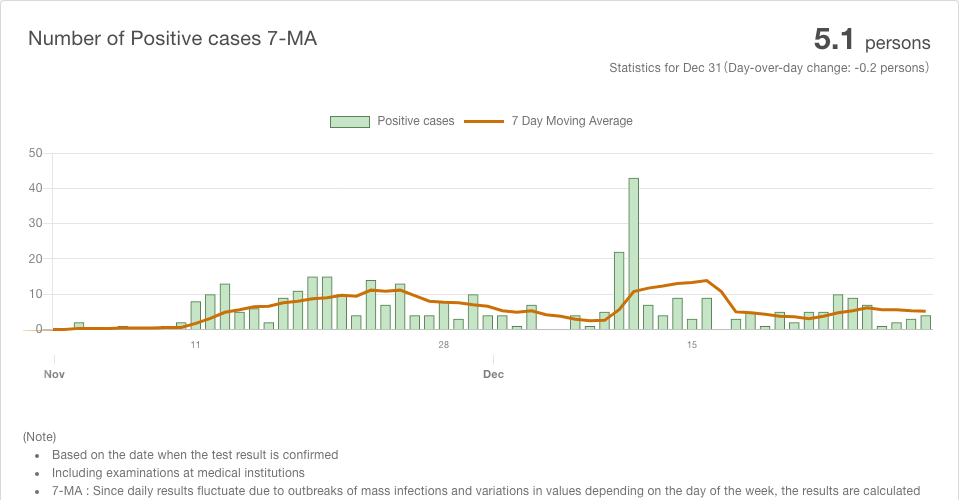 Number of Positive cases 7-MA
5.1 persons
Statistics for Dec 31 (Day-over-day change: -0.2 persons)
Positive cases
7 Day Moving Average
50
40
30
20
10
0
11
28
15
Nov
Dec
(Note)
• Based on the date when the test result is confirmed
• Including examinations at medical institutions
• 7-MA : Since daily results fluctuate due to outbreaks of mass infections and variations in values depending on the day of the week, the results are calculated